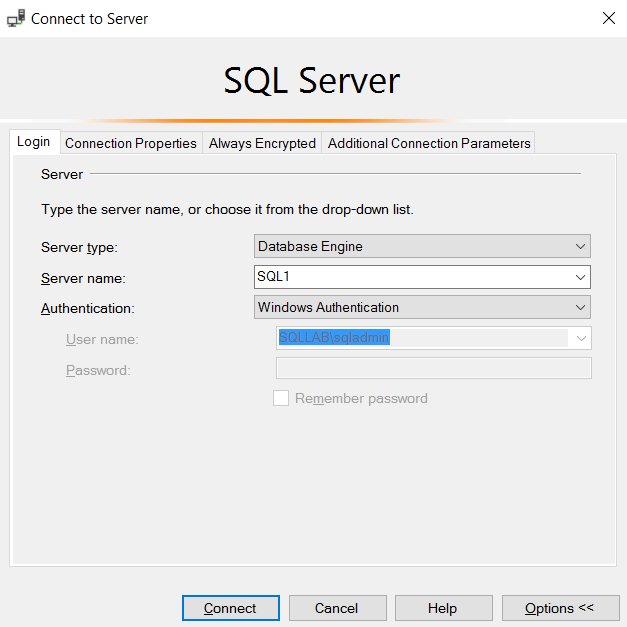 Connect to Server
SQL Server
Login Connection Properties Always Encrypted Additional Connection Parameters
Server
Type the server name, or choose it from the drop-down list.
Server type: Database Engine
Server name: SQL1
Authentication: Windows Authentication
User name: SQLLAB\sqladmin
Password:
Remember password
Connect Cancel Help Options <<